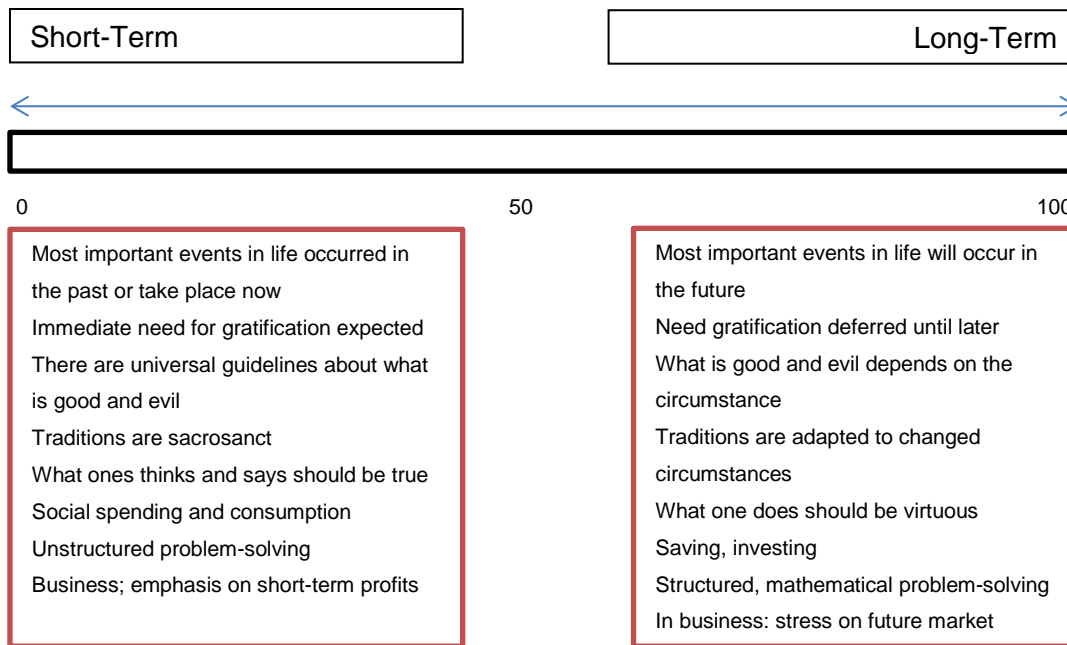 Short-Term
Long-Term
0
50
100
Most important events in life occurred in
the past or take place now
Immediate need for gratification expected
There are universal guidelines about what
is good and evil
Traditions are sacrosanct
What ones thinks and says should be true
Social spending and consumption
Unstructured problem-solving
Business; emphasis on short-term profits
Most important events in life will occur in
the future
Need gratification deferred until later
What is good and evil depends on the
circumstance
Traditions are adapted to changed
circumstances
What one does should be virtuous
Saving, investing
Structured, mathematical problem-solving
In business: stress on future market